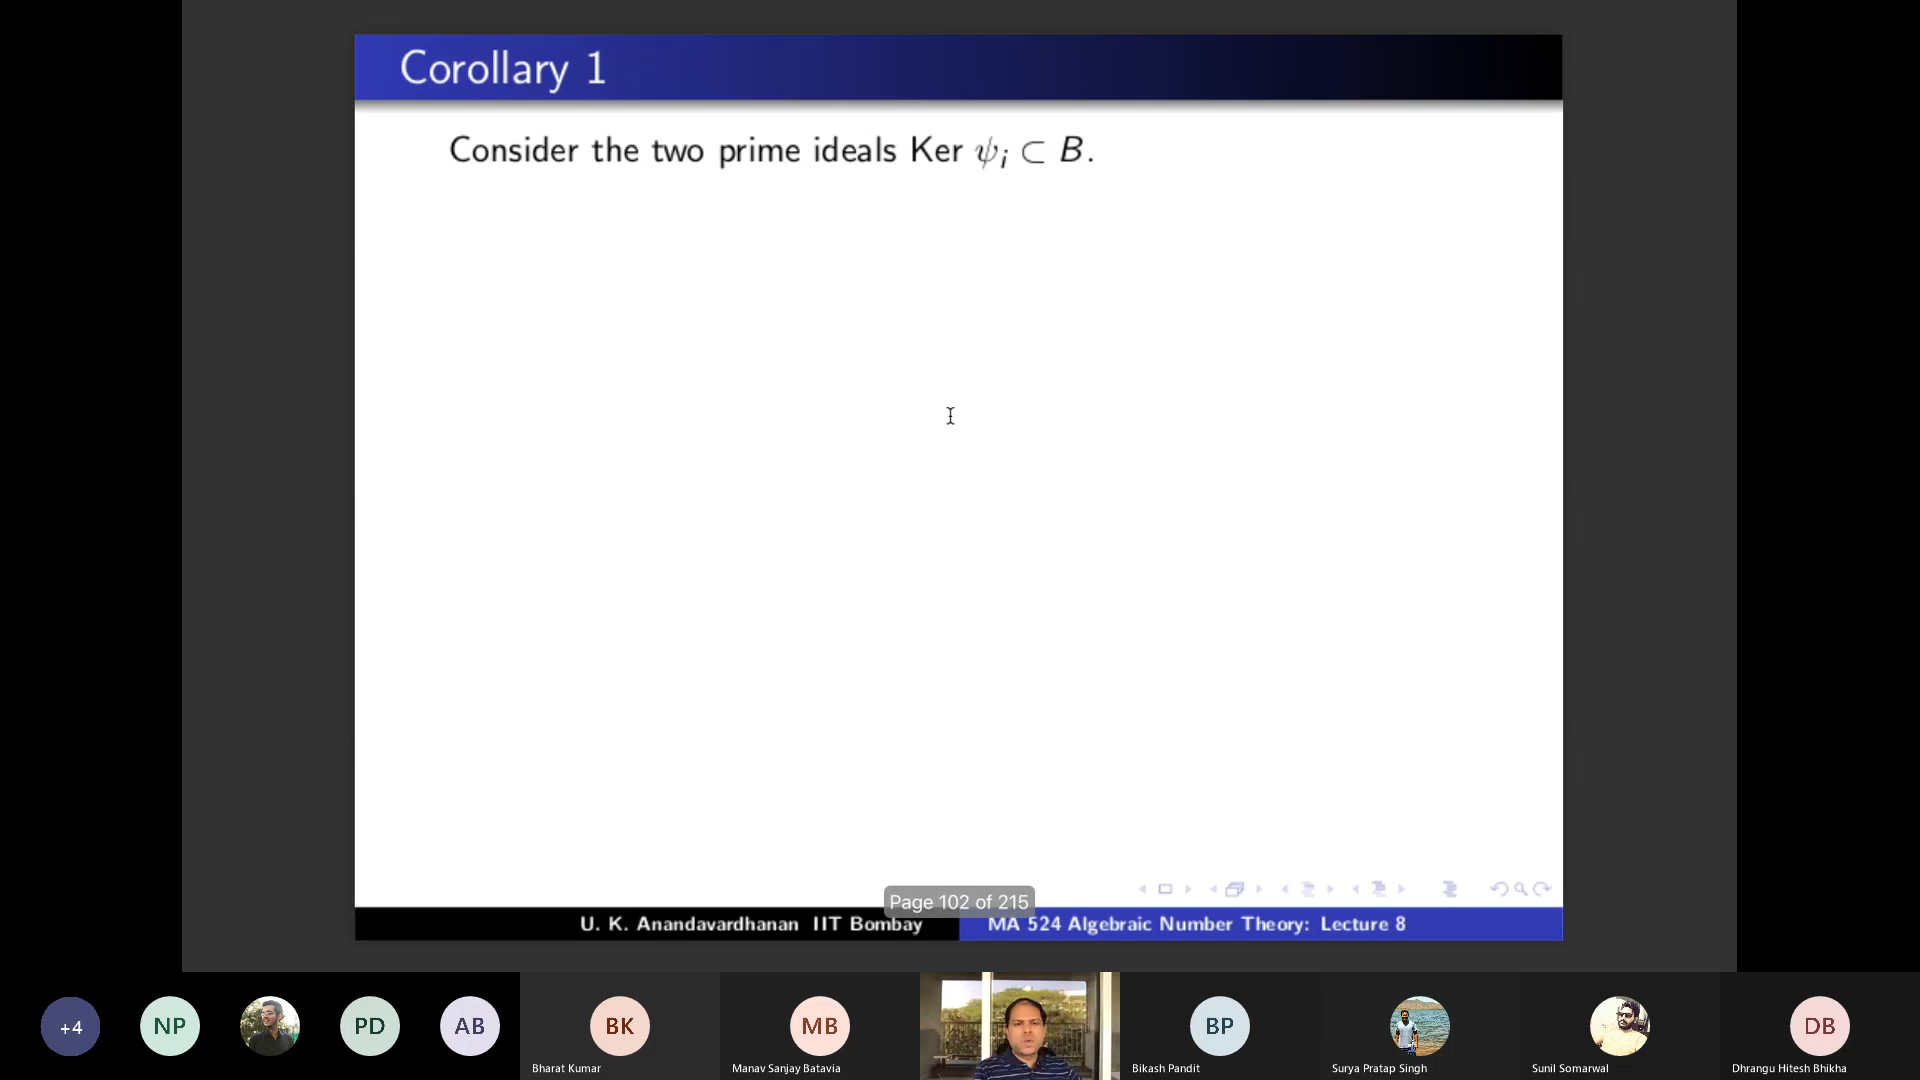 Corollary 1
Consider the two prime ideals Ker ψi ⊂ B.
Page 102 of 215
U. K. Anandavardhanan IIT Bombay
MA 524 Algebraic Number Theory: Lecture 8
+4
NP
PD
AB
BK
MB
BP
DB
Bharat Kumar
Manav Sanjay Batavia
Bikash Pandit
Surya Pratap Singh
Sunil Somarwal
Dhrangu Hitesh Bhikha